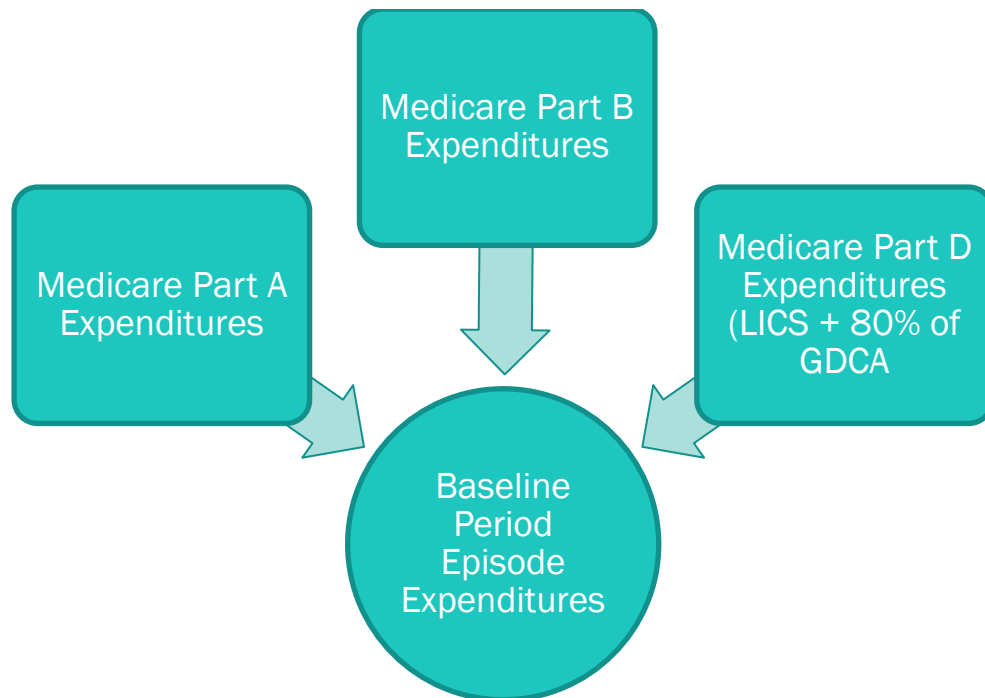 Medicare Part A
Expenditures
Medicare Part B
Expenditures
Medicare Part D
Expenditures
(LICS + 80% of
GDCA
Baseline
Period
Episode
Expenditures